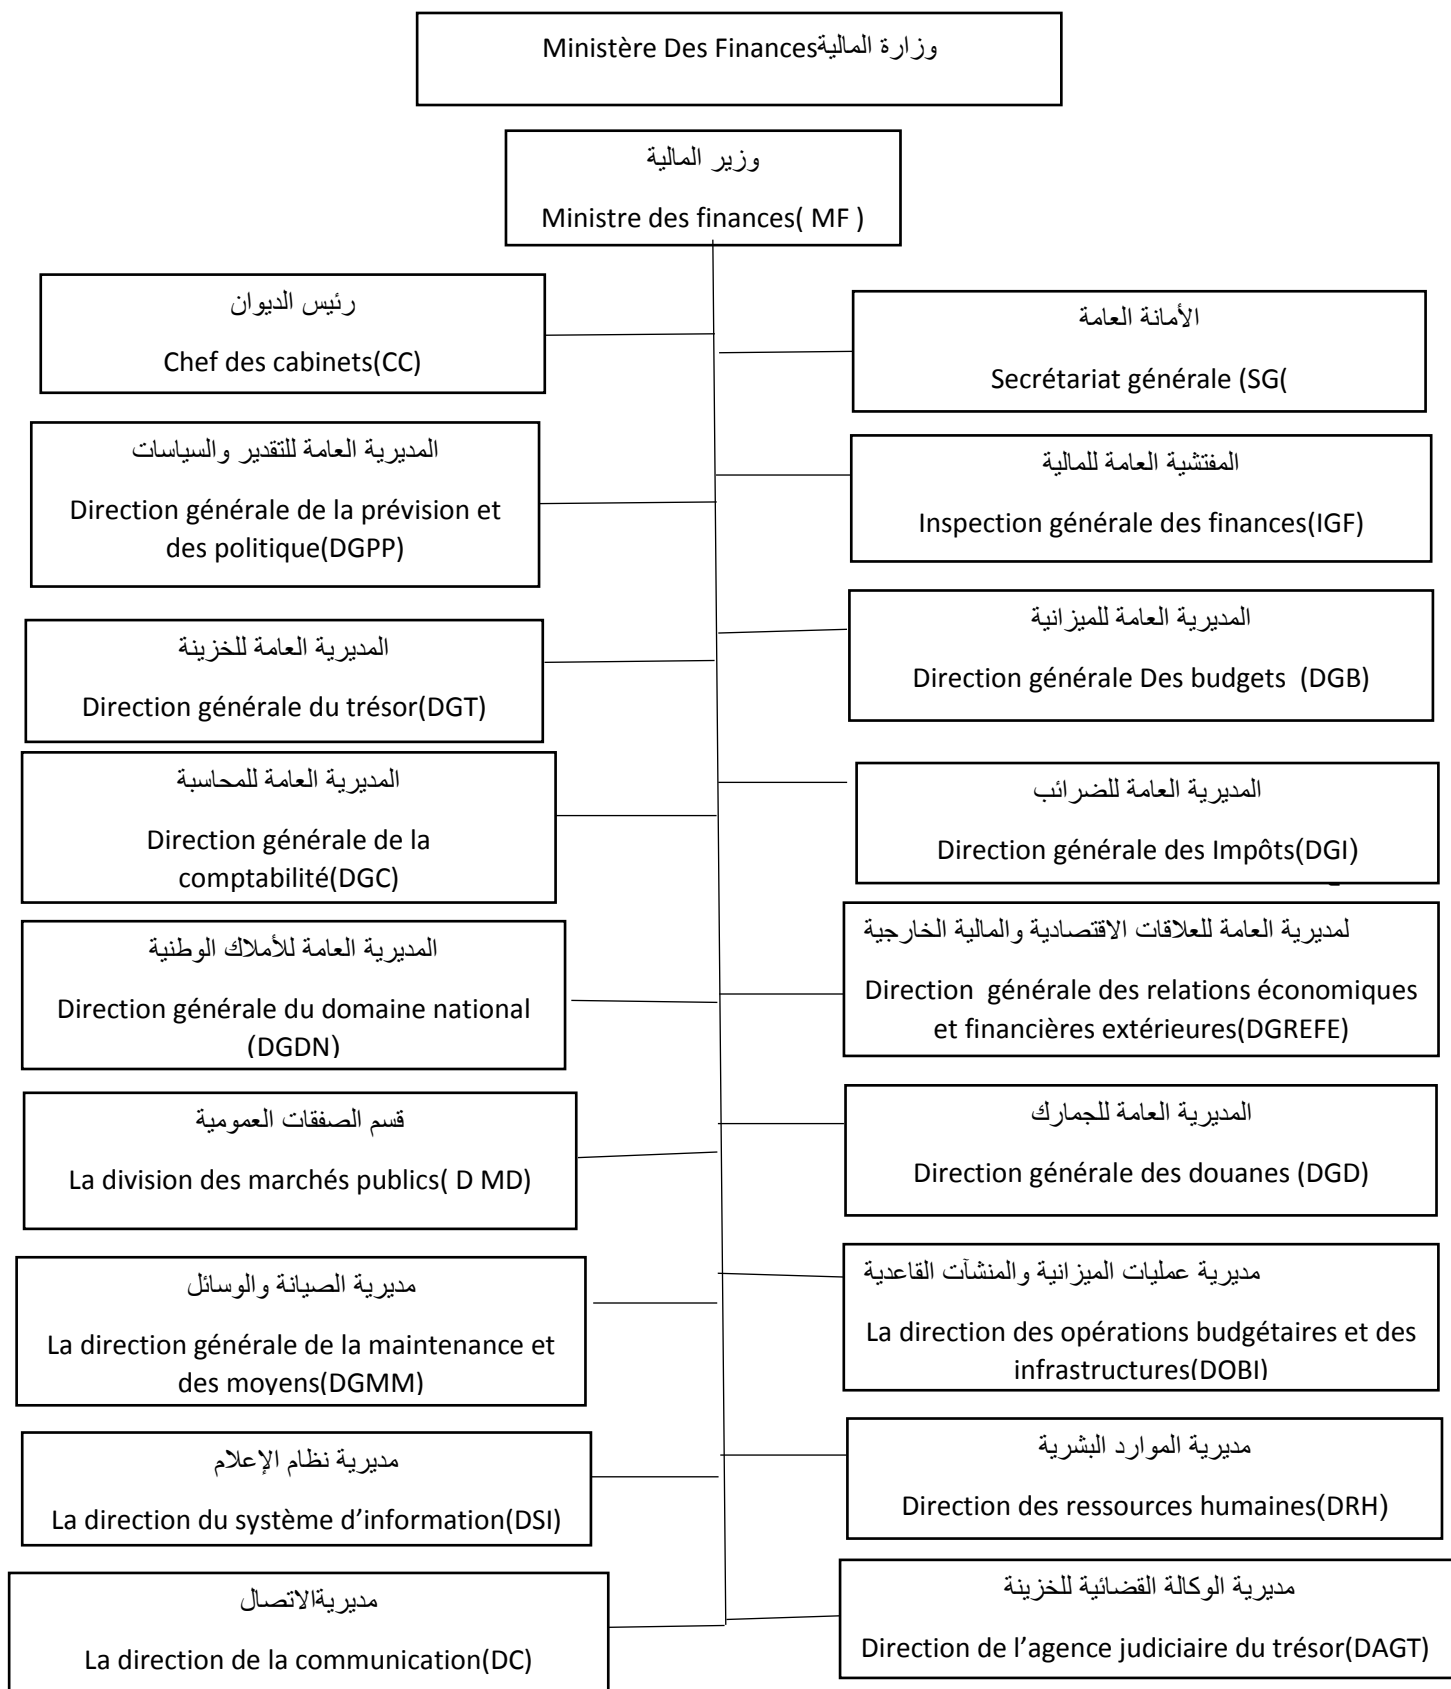 Ministère Des Financesوزارة المالية
وزير المالية
Ministre des finances( MF )
رئيس الديوان
Chef des cabinets(CC)
الأمانة العامة
Secrétariat générale (SG(
المديرية العامة للتقدير والسياسات
Direction générale de la prévision et
des politique(DGPP)
المفتشية العامة للمالية
Inspection générale des finances(IGF)
المديرية العامة للخزينة
Direction générale du trésor(DGT)
المديرية العامة للميزانية
Direction générale Des budgets (DGB)
المديرية العامة للمحاسبة
Direction générale de la
comptabilité(DGC)
المديرية العامة للضرائب
Direction générale des Impôts(DGI)
المديرية العامة للأملاك الوطنية
Direction générale du domaine national
(DGDN)
لمديرية العامة للعلاقات الاقتصادية والمالية الخارجية
Direction générale des relations économiques
et financières extérieures(DGREFE)
قسم الصفقات العمومية
La division des marchés publics( D MD)
المديرية العامة للجمارك
Direction générale des douanes (DGD)
مديرية الصيانة والوسائل
La direction générale de la maintenance et
des moyens(DGMM)
مديرية عمليات الميزانية والمنشآت القاعدية
La direction des opérations budgétaires et des
infrastructures(DOBI)
مديرية نظام الإعلام
La direction du système d’information(DSI)
مديرية الموارد البشرية
Direction des ressources humaines(DRH)
مديريةالاتصال
La direction de la communication(DC)
مديرية الوكالة القضائية للخزينة
Direction de l’agence judiciaire du trésor(DAGT)